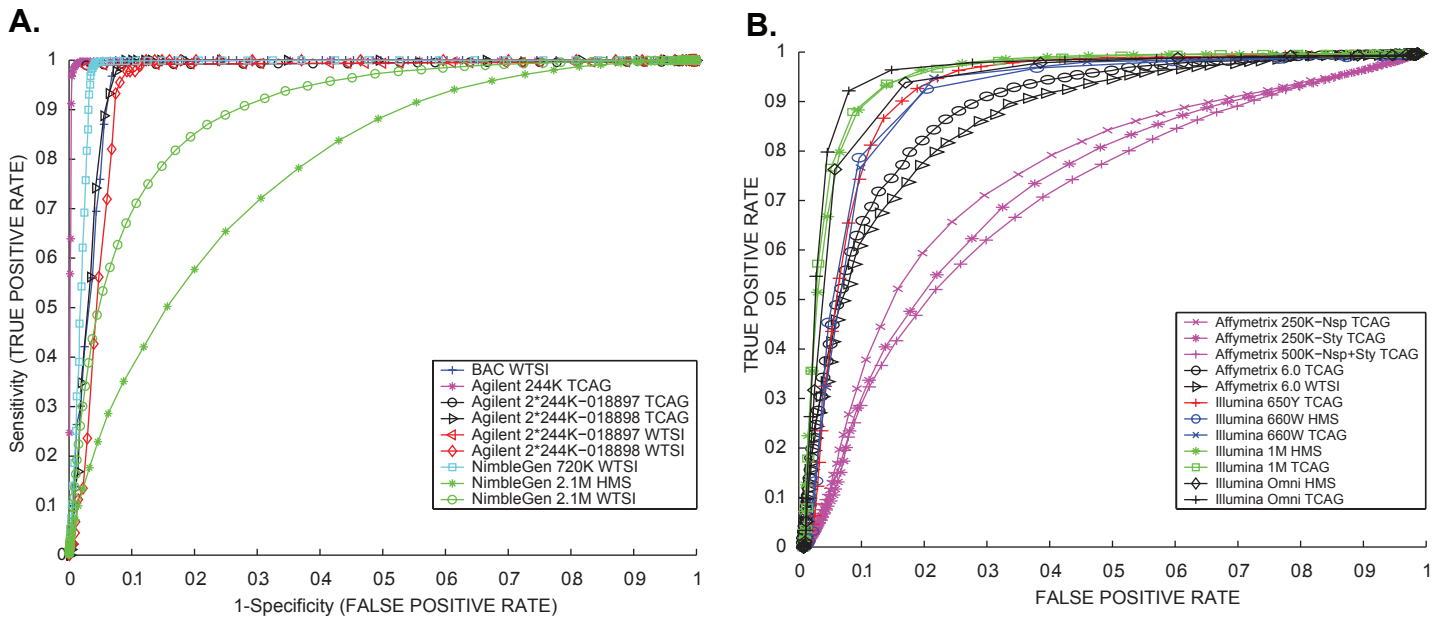 A.
Sensitivity (TRUE POSITIVE RATE)
1
0.9
0.8
0.7
0.6
0.5
0.4
0.3
0.2
0.1
0
BAC WTSI
Agilent 244K TCAG
Agilent 2*244K−018897 TCAG
Agilent 2*244K−018898 TCAG
Agilent 2*244K−018897 WTSI
Agilent 2*244K−018898 WTSI
NimbleGen 720K WTSI
NimbleGen 2.1M HMS
NimbleGen 2.1M WTSI
0 0.1 0.2 0.3 0.4 0.5 0.6 0.7 0.8 0.9 1
1-Specificity (FALSE POSITIVE RATE)
B.
TRUE POSITIVE RATE
1
0.9
0.8
0.7
0.6
0.5
0.4
0.3
0.2
0.1
0
Affymetrix 250K−Nsp TCAG
Affymetrix 250K−Sty TCAG
Affymetrix 500K−Nsp+Sty TCAG
Affymetrix 6.0 TCAG
Affymetrix 6.0 WTSI
Illumina 650Y TCAG
Illumina 660W HMS
Illumina 660W TCAG
Illumina 1M HMS
Illumina 1M TCAG
Illumina Omni HMS
Illumina Omni TCAG
0 0.1 0.2 0.3 0.4 0.5 0.6 0.7 0.8 0.9 1
FALSE POSITIVE RATE